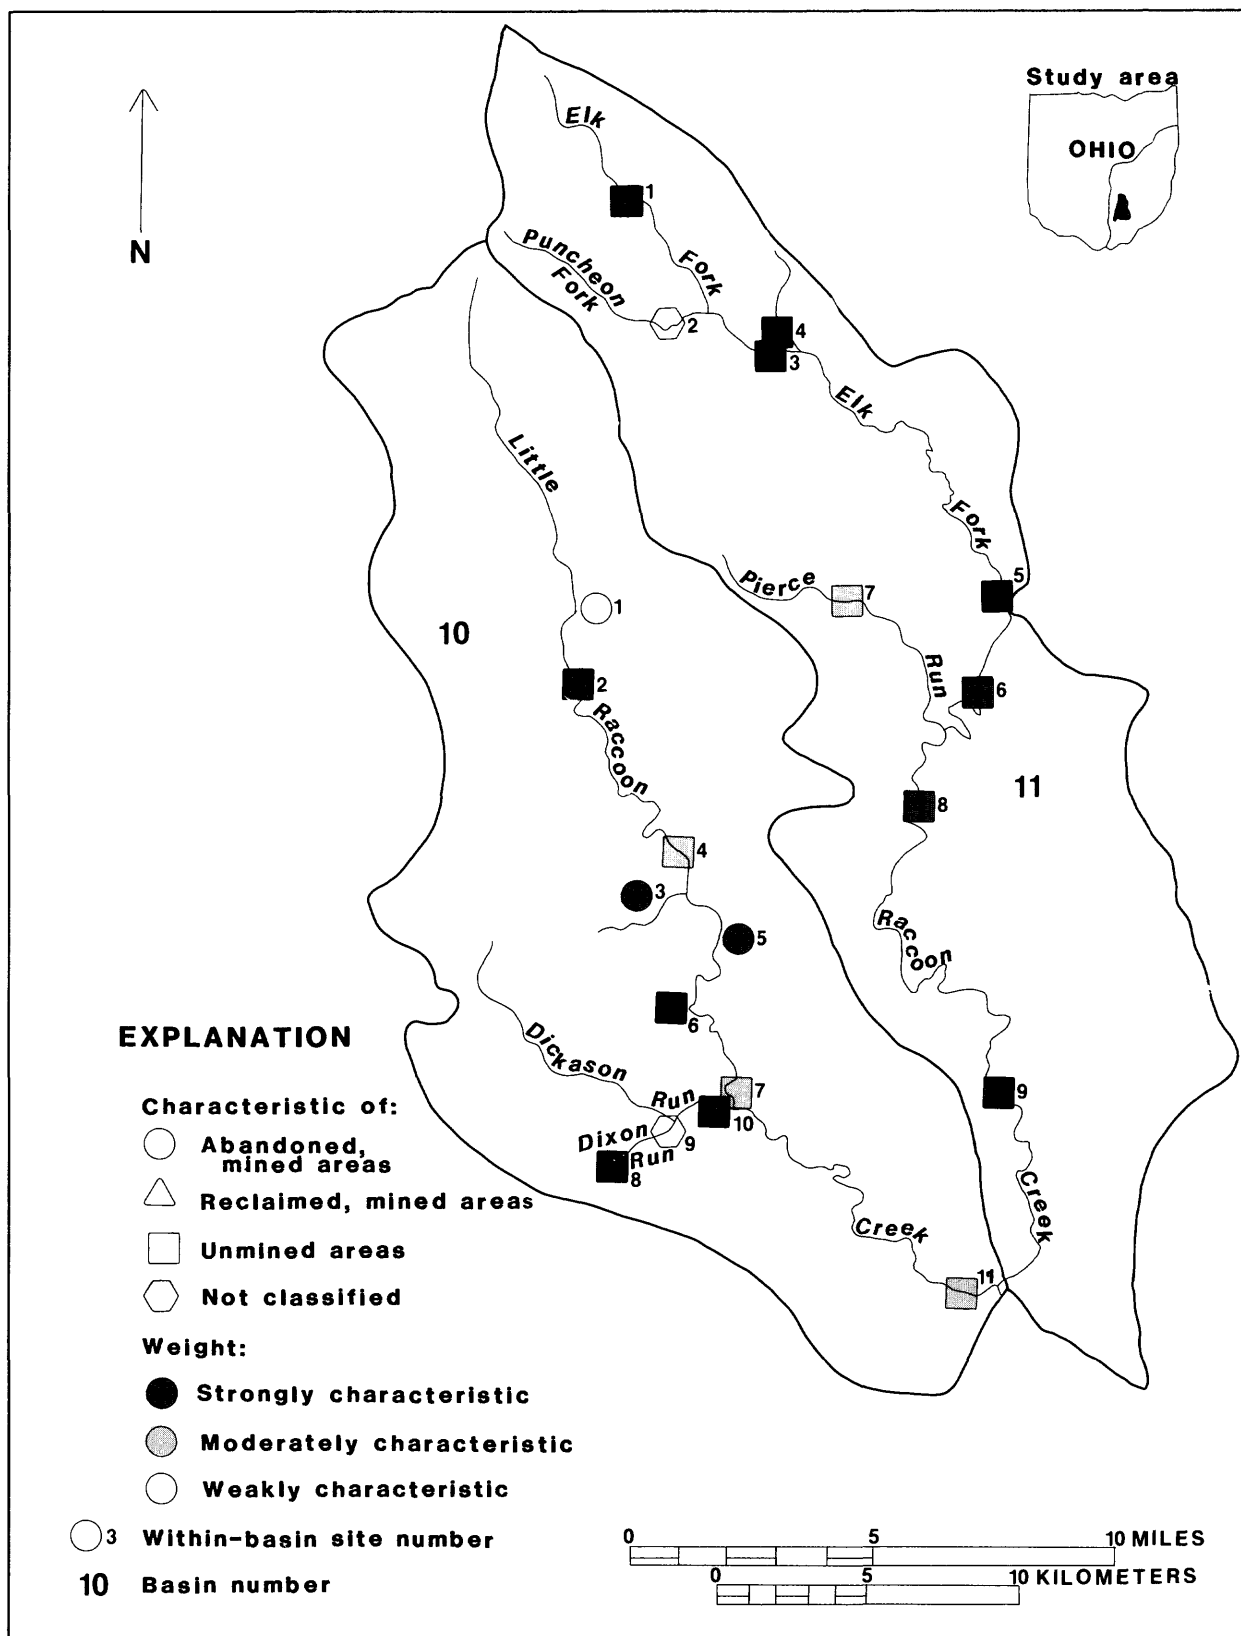 Study area
OHIO
N
Elk
1
Fork
Puncheon
Fork
2
4
3
Elk
Fork
5
Little
Pierce
7
Run
1
10
2
6
Raccoon
11
8
4
3
5
Raccoon
6
Dickason
Run
7
10
9
Dixon
Run
9
8
Creek
Creek
11
EXPLANATION
Characteristic of:
Abandoned,
mined areas
Reclaimed, mined areas
Unmined areas
Not classified
Weight:
Strongly characteristic
Moderately characteristic
Weakly characteristic
3 Within-basin site number
10 Basin number
0 5 10 MILES
0 5 10 KILOMETERS